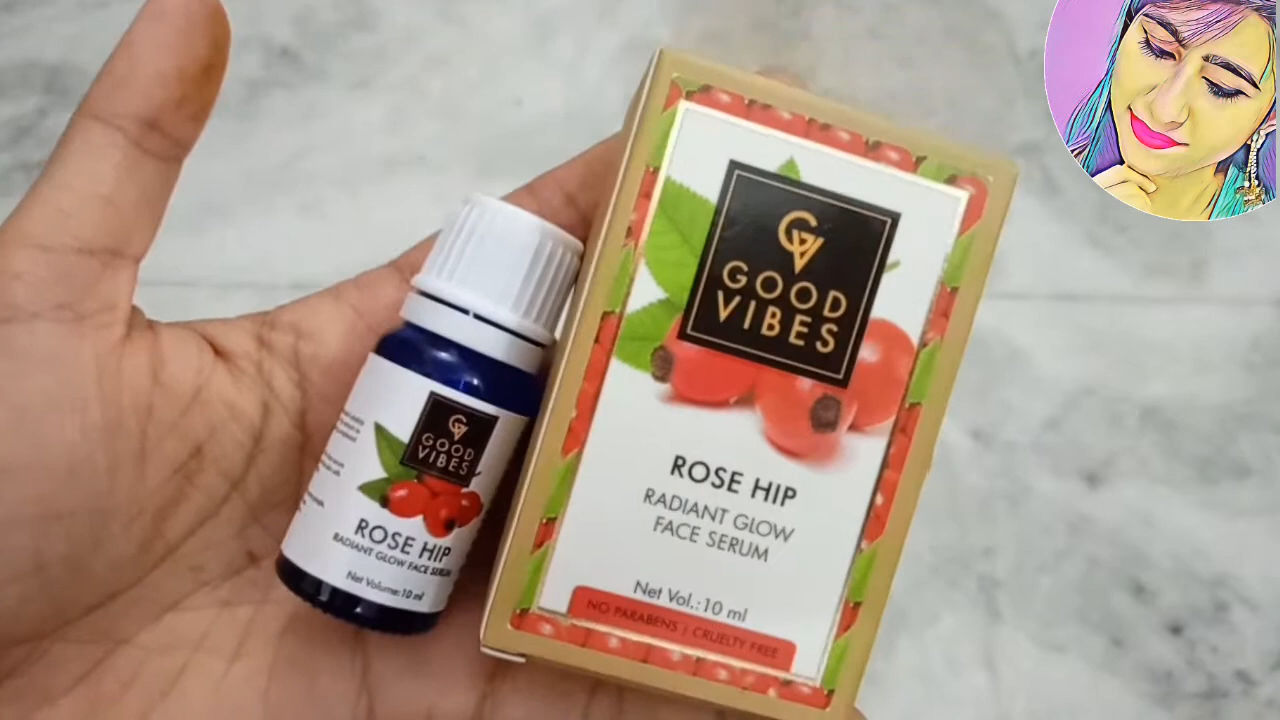 GOOD
VIBES
ROSE HIP
RADIANT GLOW FACE SERUM
Net Volume:10 ml
GOOD
VIBES
ROSE HIP
RADIANT GLOW
FACE SERUM
Net Vol.:10 ml
NO PARABENS / CRUELTY FREE